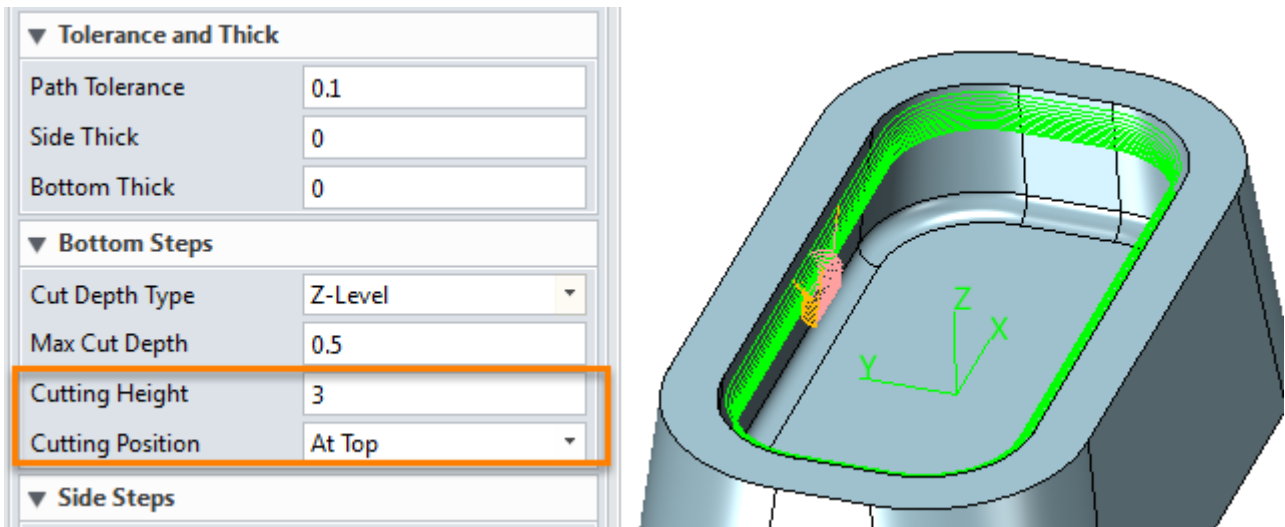 Tolerance and Thick
Path Tolerance 0.1
Side Thick 0
Bottom Thick 0
Bottom Steps
Cut Depth Type Z-Level
Max Cut Depth 0.5
Cutting Height 3
Cutting Position At Top
Side Steps
Z
X
Y